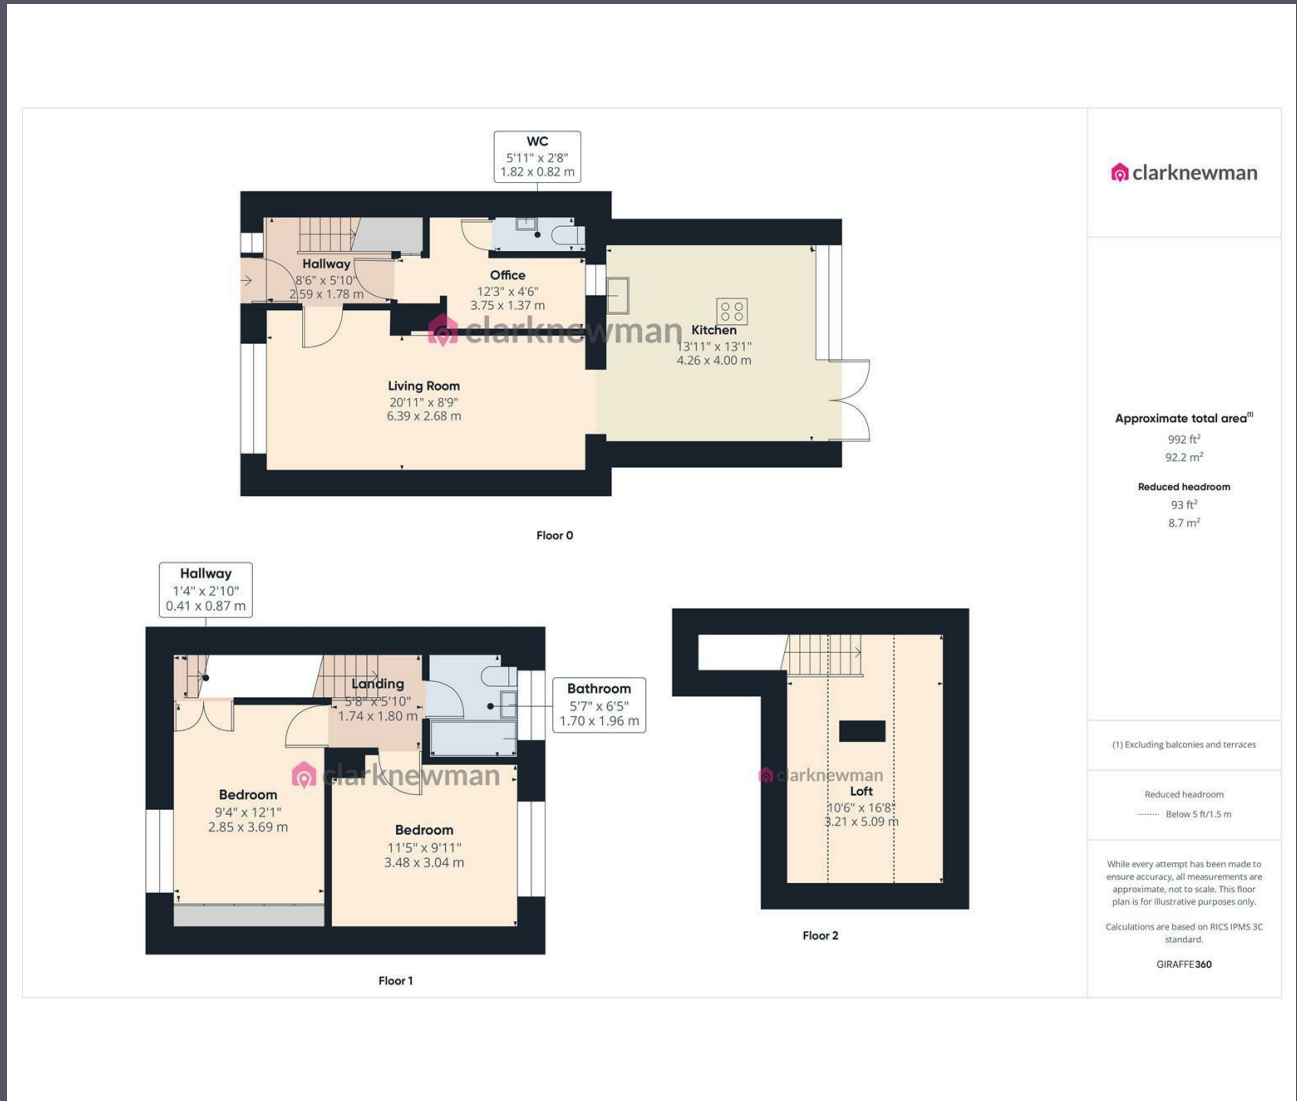 WC
5'11" x 2'8"
1.82 x 0.82 m
Hallway
8'6" x 5'10"
2.59 x 1.78 m
Office
12'3" x 4'6"
3.75 x 1.37 m
clarknewman
Kitchen
13'11" x 13'1"
4.26 x 4.00 m
Living Room
20'11" x 8'9"
6.39 x 2.68 m
Floor 0
Hallway
1'4" x 2'10"
0.41 x 0.87 m
Landing
5'8" x 5'10"
1.74 x 1.80 m
Bathroom
5'7" x 6'5"
1.70 x 1.96 m
clarknewman
Bedroom
9'4" x 12'1"
2.85 x 3.69 m
Bedroom
11'5" x 9'11"
3.48 x 3.04 m
Floor 1
clarknewman
Loft
10'6" x 16'8"
3.21 x 5.09 m
Floor 2
clarknewman
Approximate total area(1)
992 ft²
92.2 m²
Reduced headroom
93 ft²
8.7 m²
(1) Excluding balconies and terraces
Reduced headroom
Below 5 ft/1.5 m
While every attempt has been made to
ensure accuracy, all measurements are
approximate, not to scale. This floor
plan is for illustrative purposes only.
Calculations are based on RICS IPMS 3C
standard.
GIRAFFE360